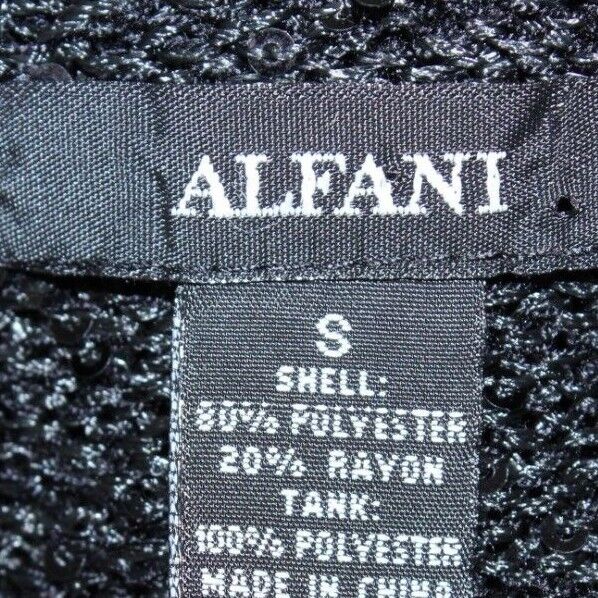 ALFANI
S
SHELL:
80% POLYESTER
20% RAYON
TANK:
100% POLYESTER
MADE IN CHINA